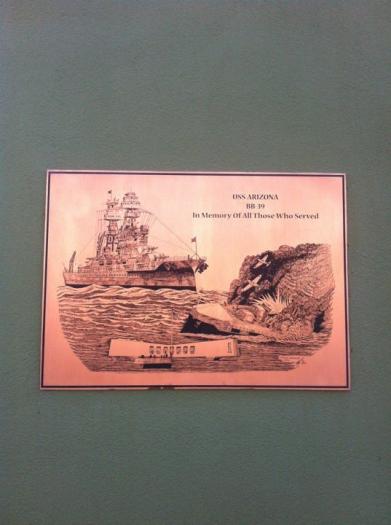 USS ARIZONA
BB-39
In Memory Of All Those Who Served